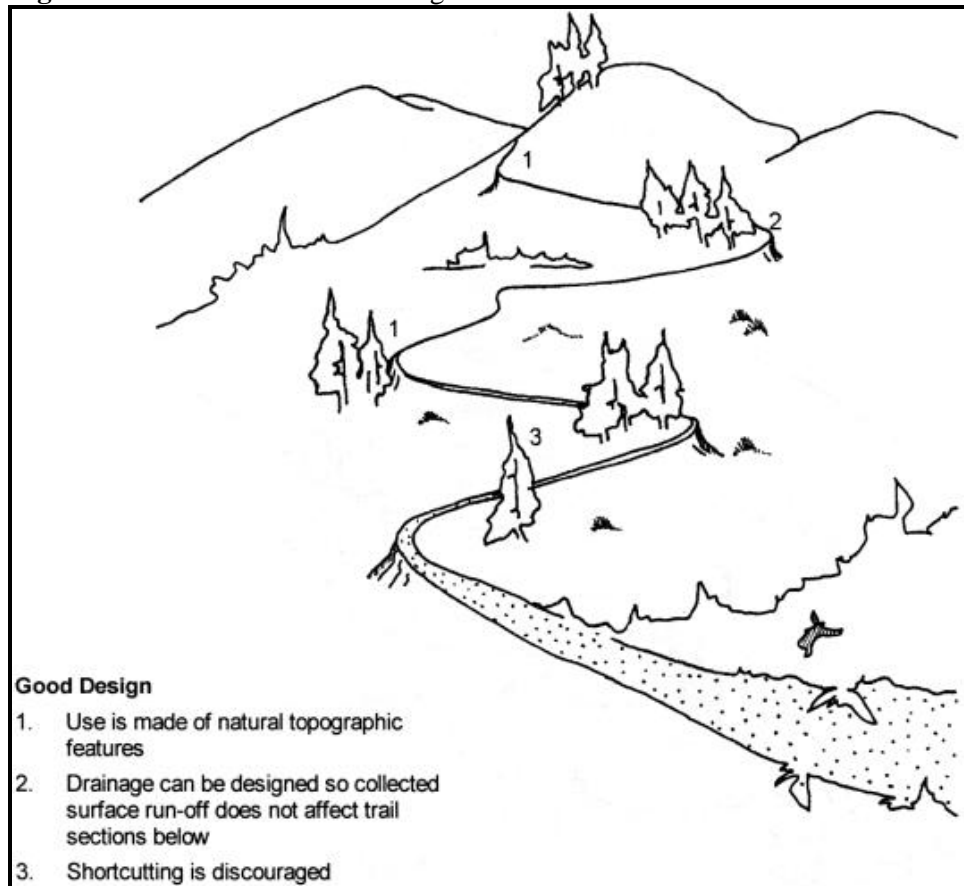 1
2
1
3
Good Design
1. Use is made of natural topographic
features
2. Drainage can be designed so collected
surface run-off does not affect trail
sections below
3. Shortcutting is discouraged